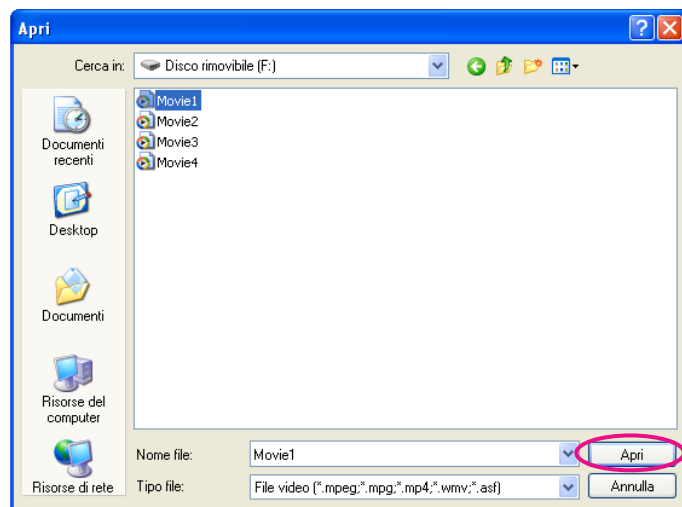 Apri
Cerca in: Disco rimovibile (F:)
Movie1
Movie2
Movie3
Movie4
Documenti
recenti
Desktop
Documenti
Risorse del
computer
Risorse di rete
Nome file: Movie1 Apri
Tipo file: File video (*.mpeg;*.mpg;*.mp4;*.wmv;*.asf) Annulla